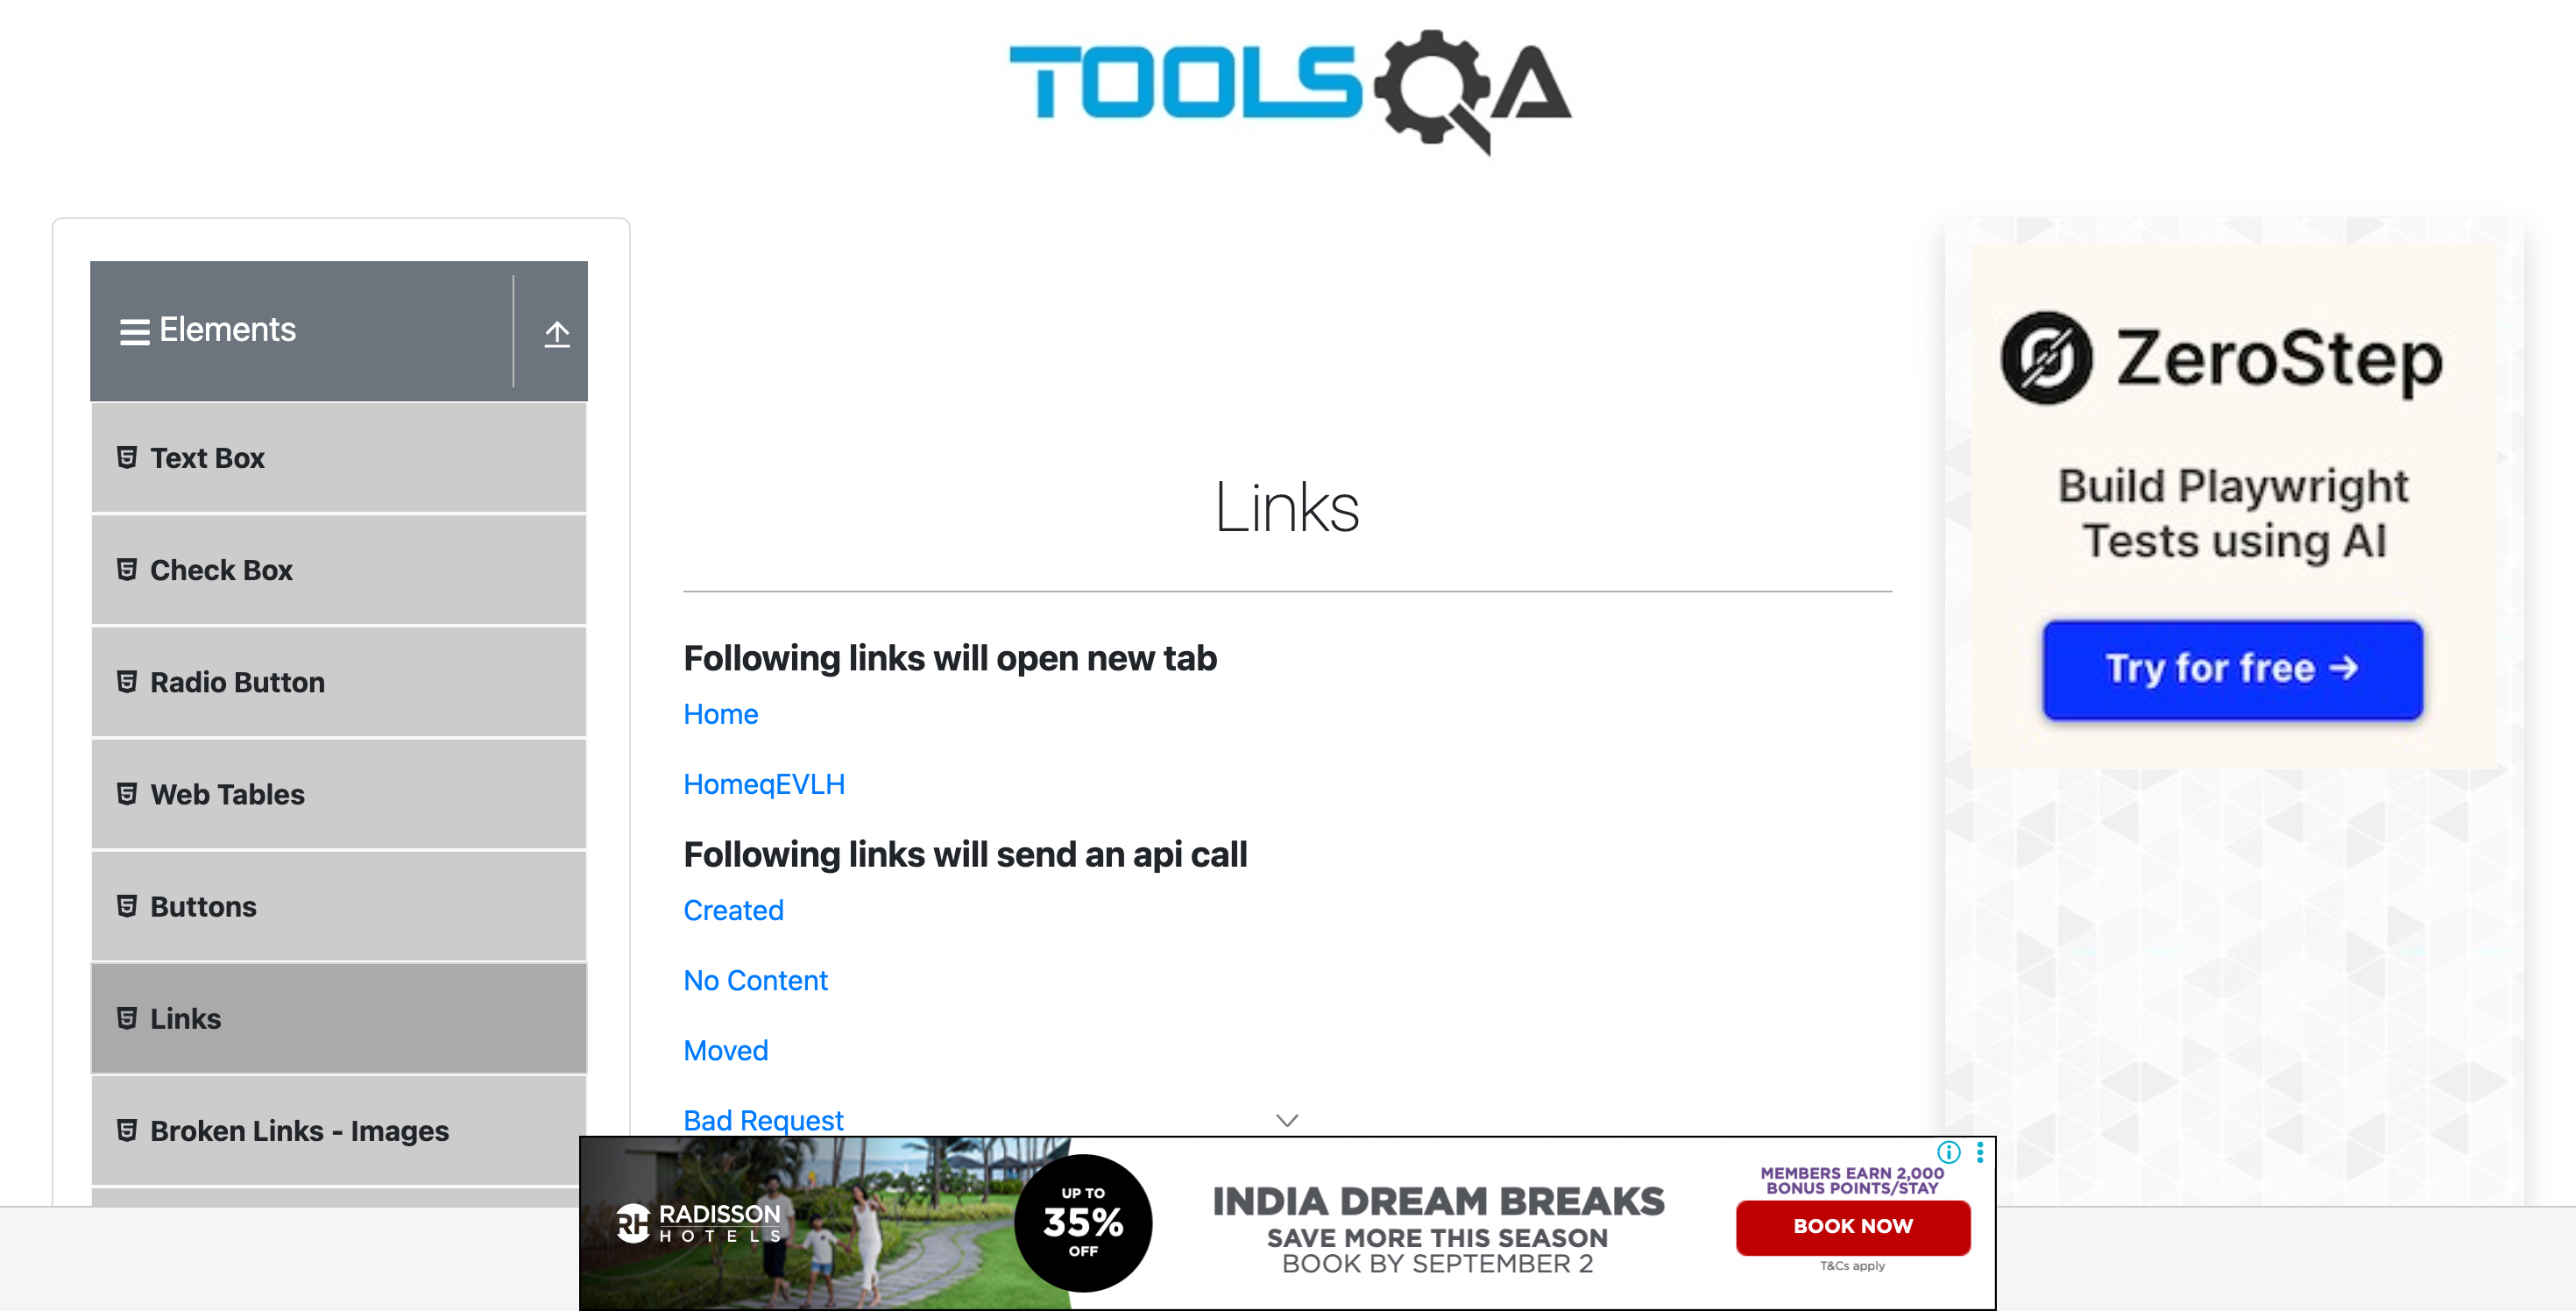 TOOLSQA
Elements
Text Box
Check Box
Radio Button
Web Tables
Buttons
Links
Broken Links - Images
Links
Following links will open new tab
Home
HomeqEVLH
Following links will send an api call
Created
No Content
Moved
Bad Request
ZeroStep
Build Playwright
Tests using AI
Try for free →
RH RADISSON
HOTELS
UP TO
35%
OFF
INDIA DREAM BREAKS
SAVE MORE THIS SEASON
BOOK BY SEPTEMBER 2
MEMBERS EARN 2,000
BONUS POINTS/STAY
BOOK NOW
T&Cs apply